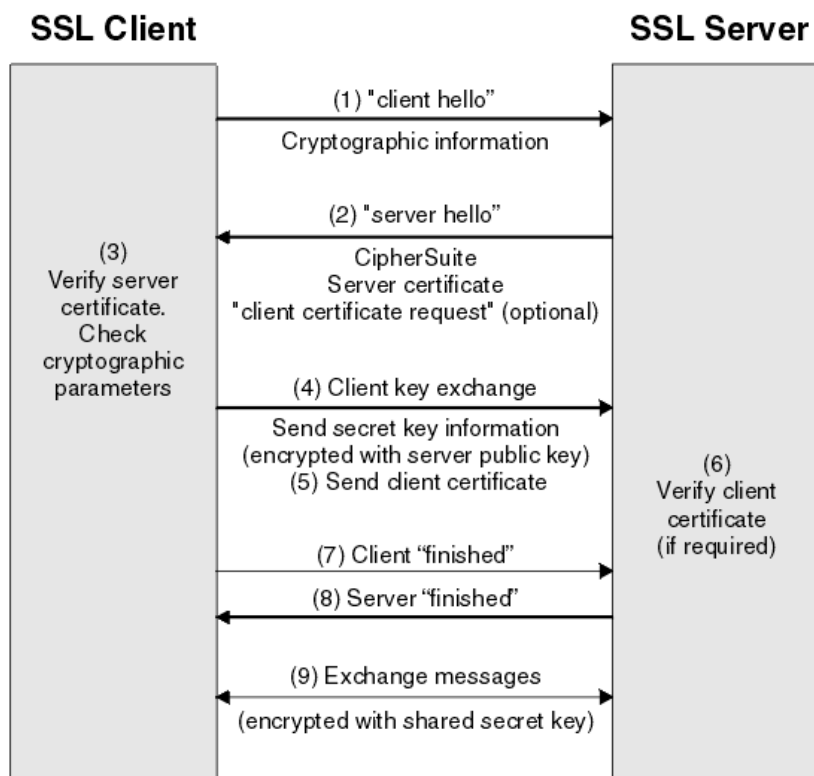 SSL Client
SSL Server
(1) "client hello”
Cryptographic information
(2) "server hello”
CipherSuite
Server certificate
"client certificate request" (optional)
(3)
Verify server
certificate.
Check
cryptographic
parameters
(4) Client key exchange
Send secret key information
(encrypted with server public key)
(5) Send client certificate
(6)
Verify client
certificate
(if required)
(7) Client “finished”
(8) Server “finished”
(9) Exchange messages
(encrypted with shared secret key)